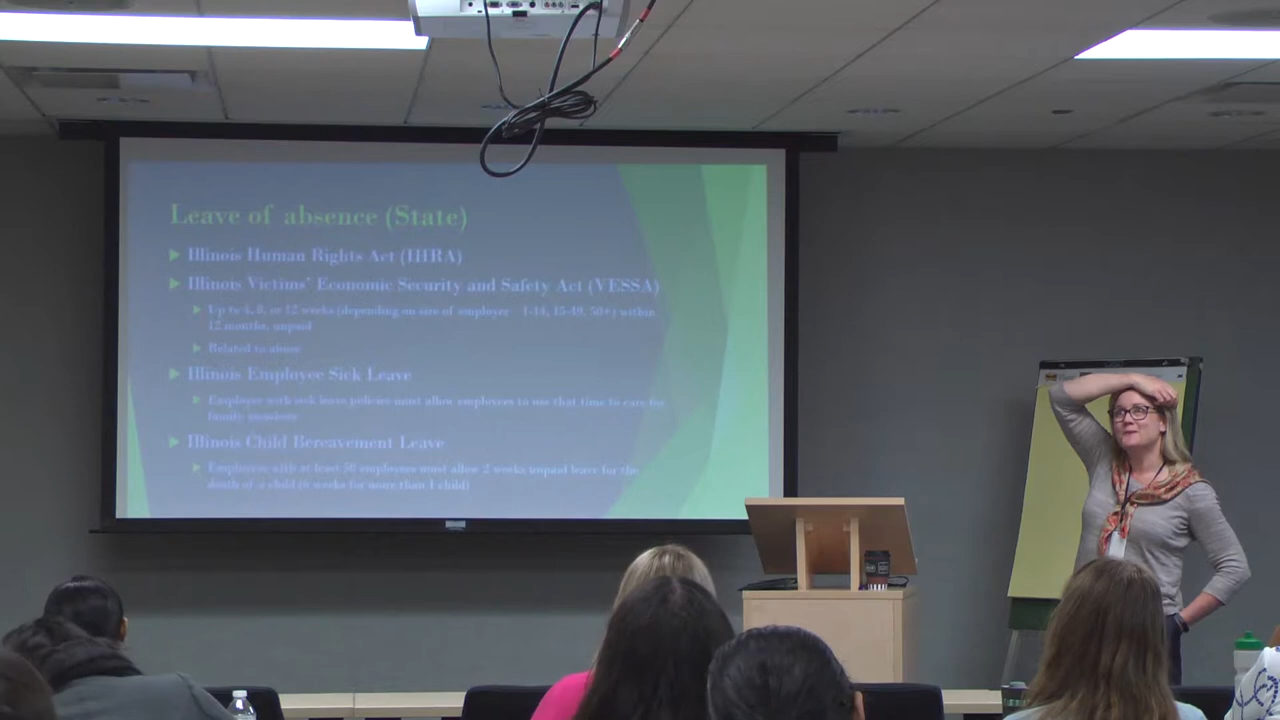 Leave of absence (State)
Illinois Human Rights Act (IHRA)
Illinois Victims' Economic Security and Safety Act (VESSA)
Up to 4, 8, or 12 weeks (depending on size of employer – 1-14, 15-49, 50+) within
12 months, unpaid
Related to abuse
Illinois Employee Sick Leave
Employers with sick leave policies must allow employees to use that time to care for
family members
Illinois Child Bereavement Leave
Employers with at least 50 employees must allow 2 weeks unpaid leave for the
death of a child (6 weeks for more than 1 child)